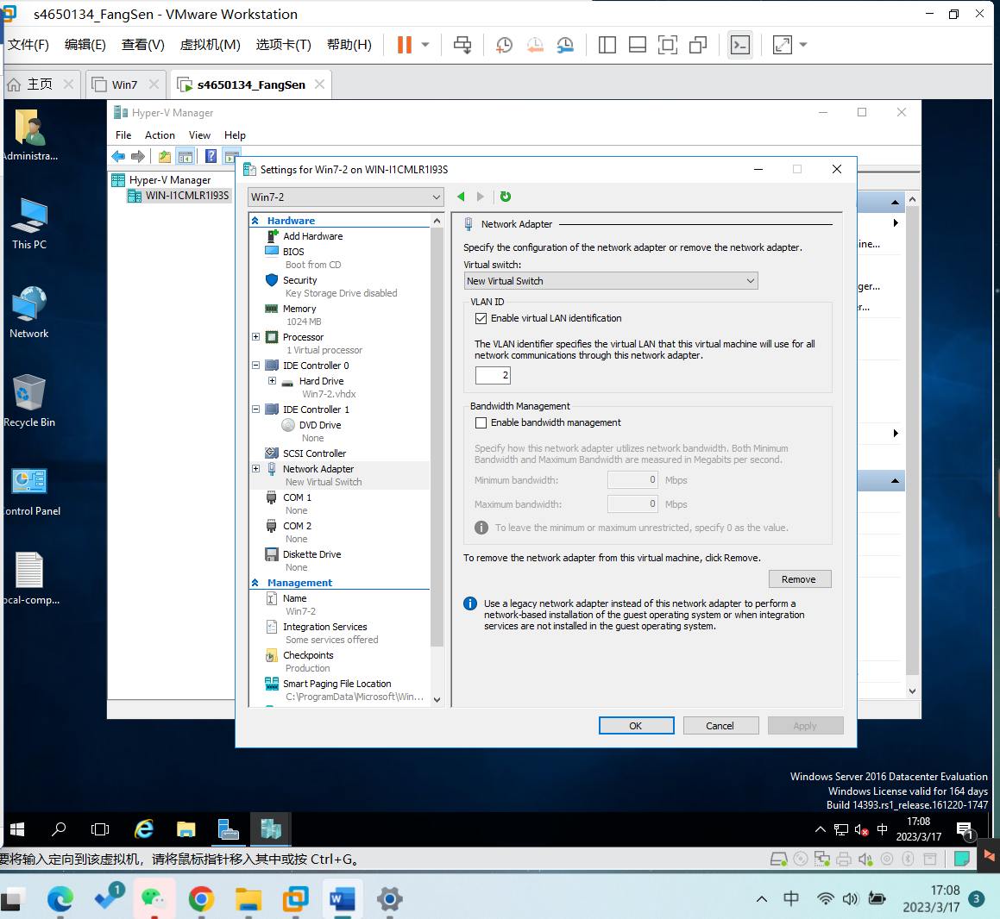 s4650134_FangSen - VMware Workstation
文件(F) 编辑(E) 查看(V) 虚拟机(M) 选项卡(T) 帮助(H)
主页 Win7 s4650134_FangSen
Administra...
This PC
Network
Recycle Bin
Control Panel
local-comp...
Hyper-V Manager
File Action View Help
Hyper-V Manager
WIN-I1CMLR1I93S
ine...
ger...
r...
Settings for Win7-2 on WIN-I1CMLR1I93S
Win7-2
Hardware
Add Hardware
BIOS
Boot from CD
Security
Key Storage Drive disabled
Memory
1024 MB
Processor
1 Virtual processor
IDE Controller 0
Hard Drive
Win7-2.vhdx
IDE Controller 1
DVD Drive
None
SCSI Controller
Network Adapter
New Virtual Switch
COM 1
None
COM 2
None
Diskette Drive
None
Management
Name
Win7-2
Integration Services
Some services offered
Checkpoints
Production
Smart Paging File Location
C:\ProgramData\Microsoft\Win...
Network Adapter
Specify the configuration of the network adapter or remove the network adapter.
Virtual switch:
New Virtual Switch
VLAN ID
Enable virtual LAN identification
The VLAN identifier specifies the virtual LAN that this virtual machine will use for all
network communications through this network adapter.
2
Bandwidth Management
Enable bandwidth management
Specify how this network adapter utilizes network bandwidth. Both Minimum
Bandwidth and Maximum Bandwidth are measured in Megabits per second.
Minimum bandwidth: 0 Mbps
Maximum bandwidth: 0 Mbps
To leave the minimum or maximum unrestricted, specify 0 as the value.
To remove the network adapter from this virtual machine, click Remove.
Remove
Use a legacy network adapter instead of this network adapter to perform a
network-based installation of the guest operating system or when integration
services are not installed in the guest operating system.
OK Cancel Apply
Windows Server 2016 Datacenter Evaluation
Windows License valid for 164 days
Build 14393.rs1_release.161220-1747
中 17:08
2023/3/17
1
要将输入定向到该虚拟机，请将鼠标指针移入其中或按 Ctrl+G。
1
中 17:08
2023/3/17
3